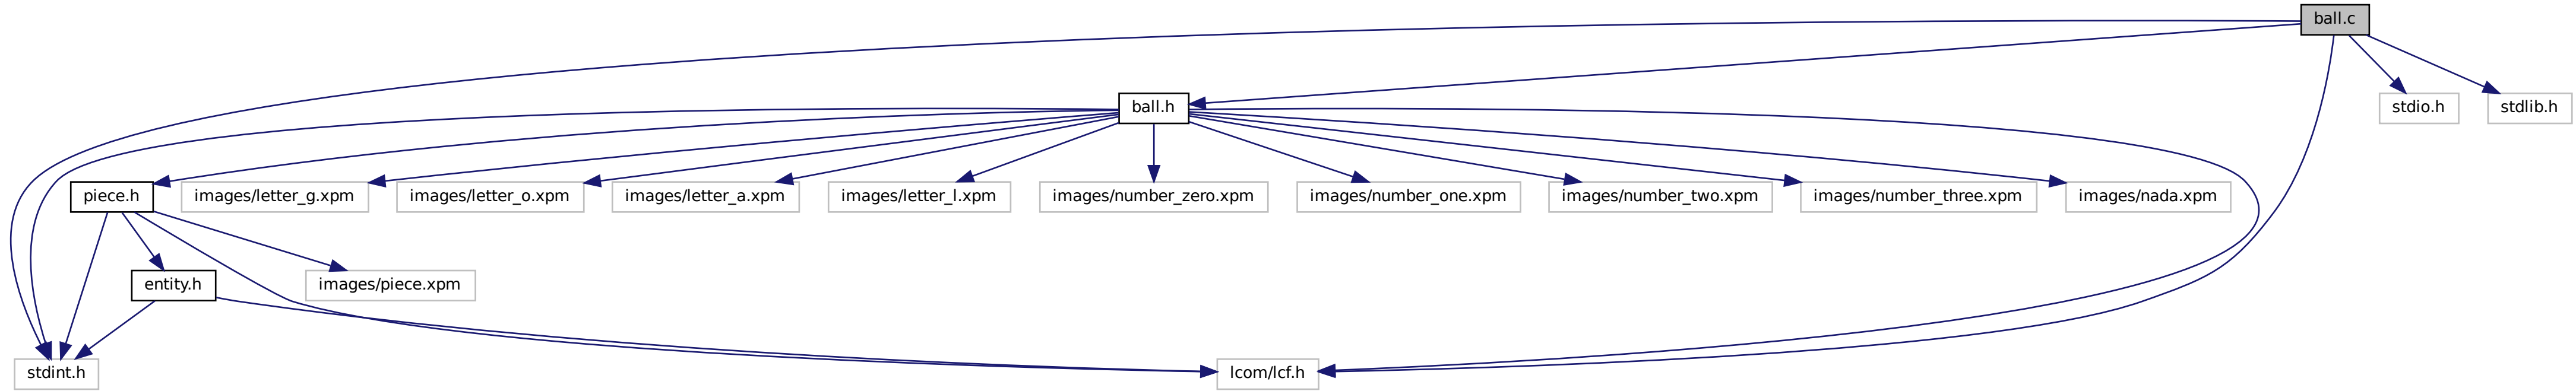 ball.c
ball.h
stdio.h
stdlib.h
piece.h
images/letter_g.xpm
images/letter_o.xpm
images/letter_a.xpm
images/letter_l.xpm
images/number_zero.xpm
images/number_one.xpm
images/number_two.xpm
images/number_three.xpm
images/nada.xpm
entity.h
images/piece.xpm
stdint.h
lcom/lcf.h